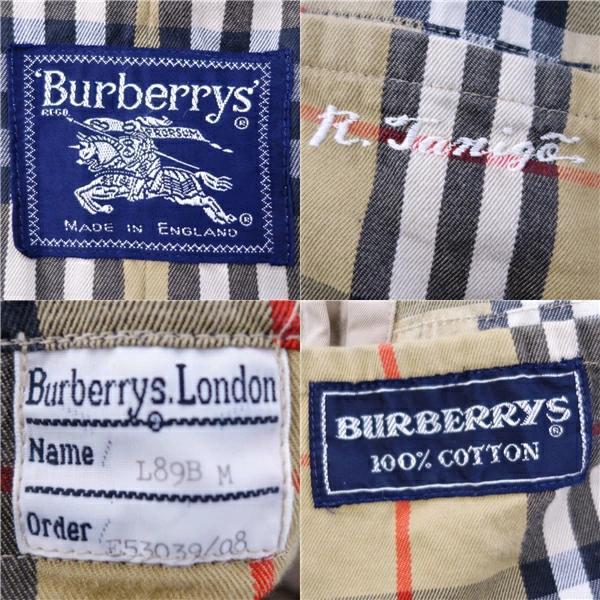 'Burberrys'
REGD.
PRORSUM
®
®
MADE IN ENGLAND
R. Tanigō.
Burberrys. London
Name L89B M
Order E53039/08
BURBERRYS
®
100% COTTON